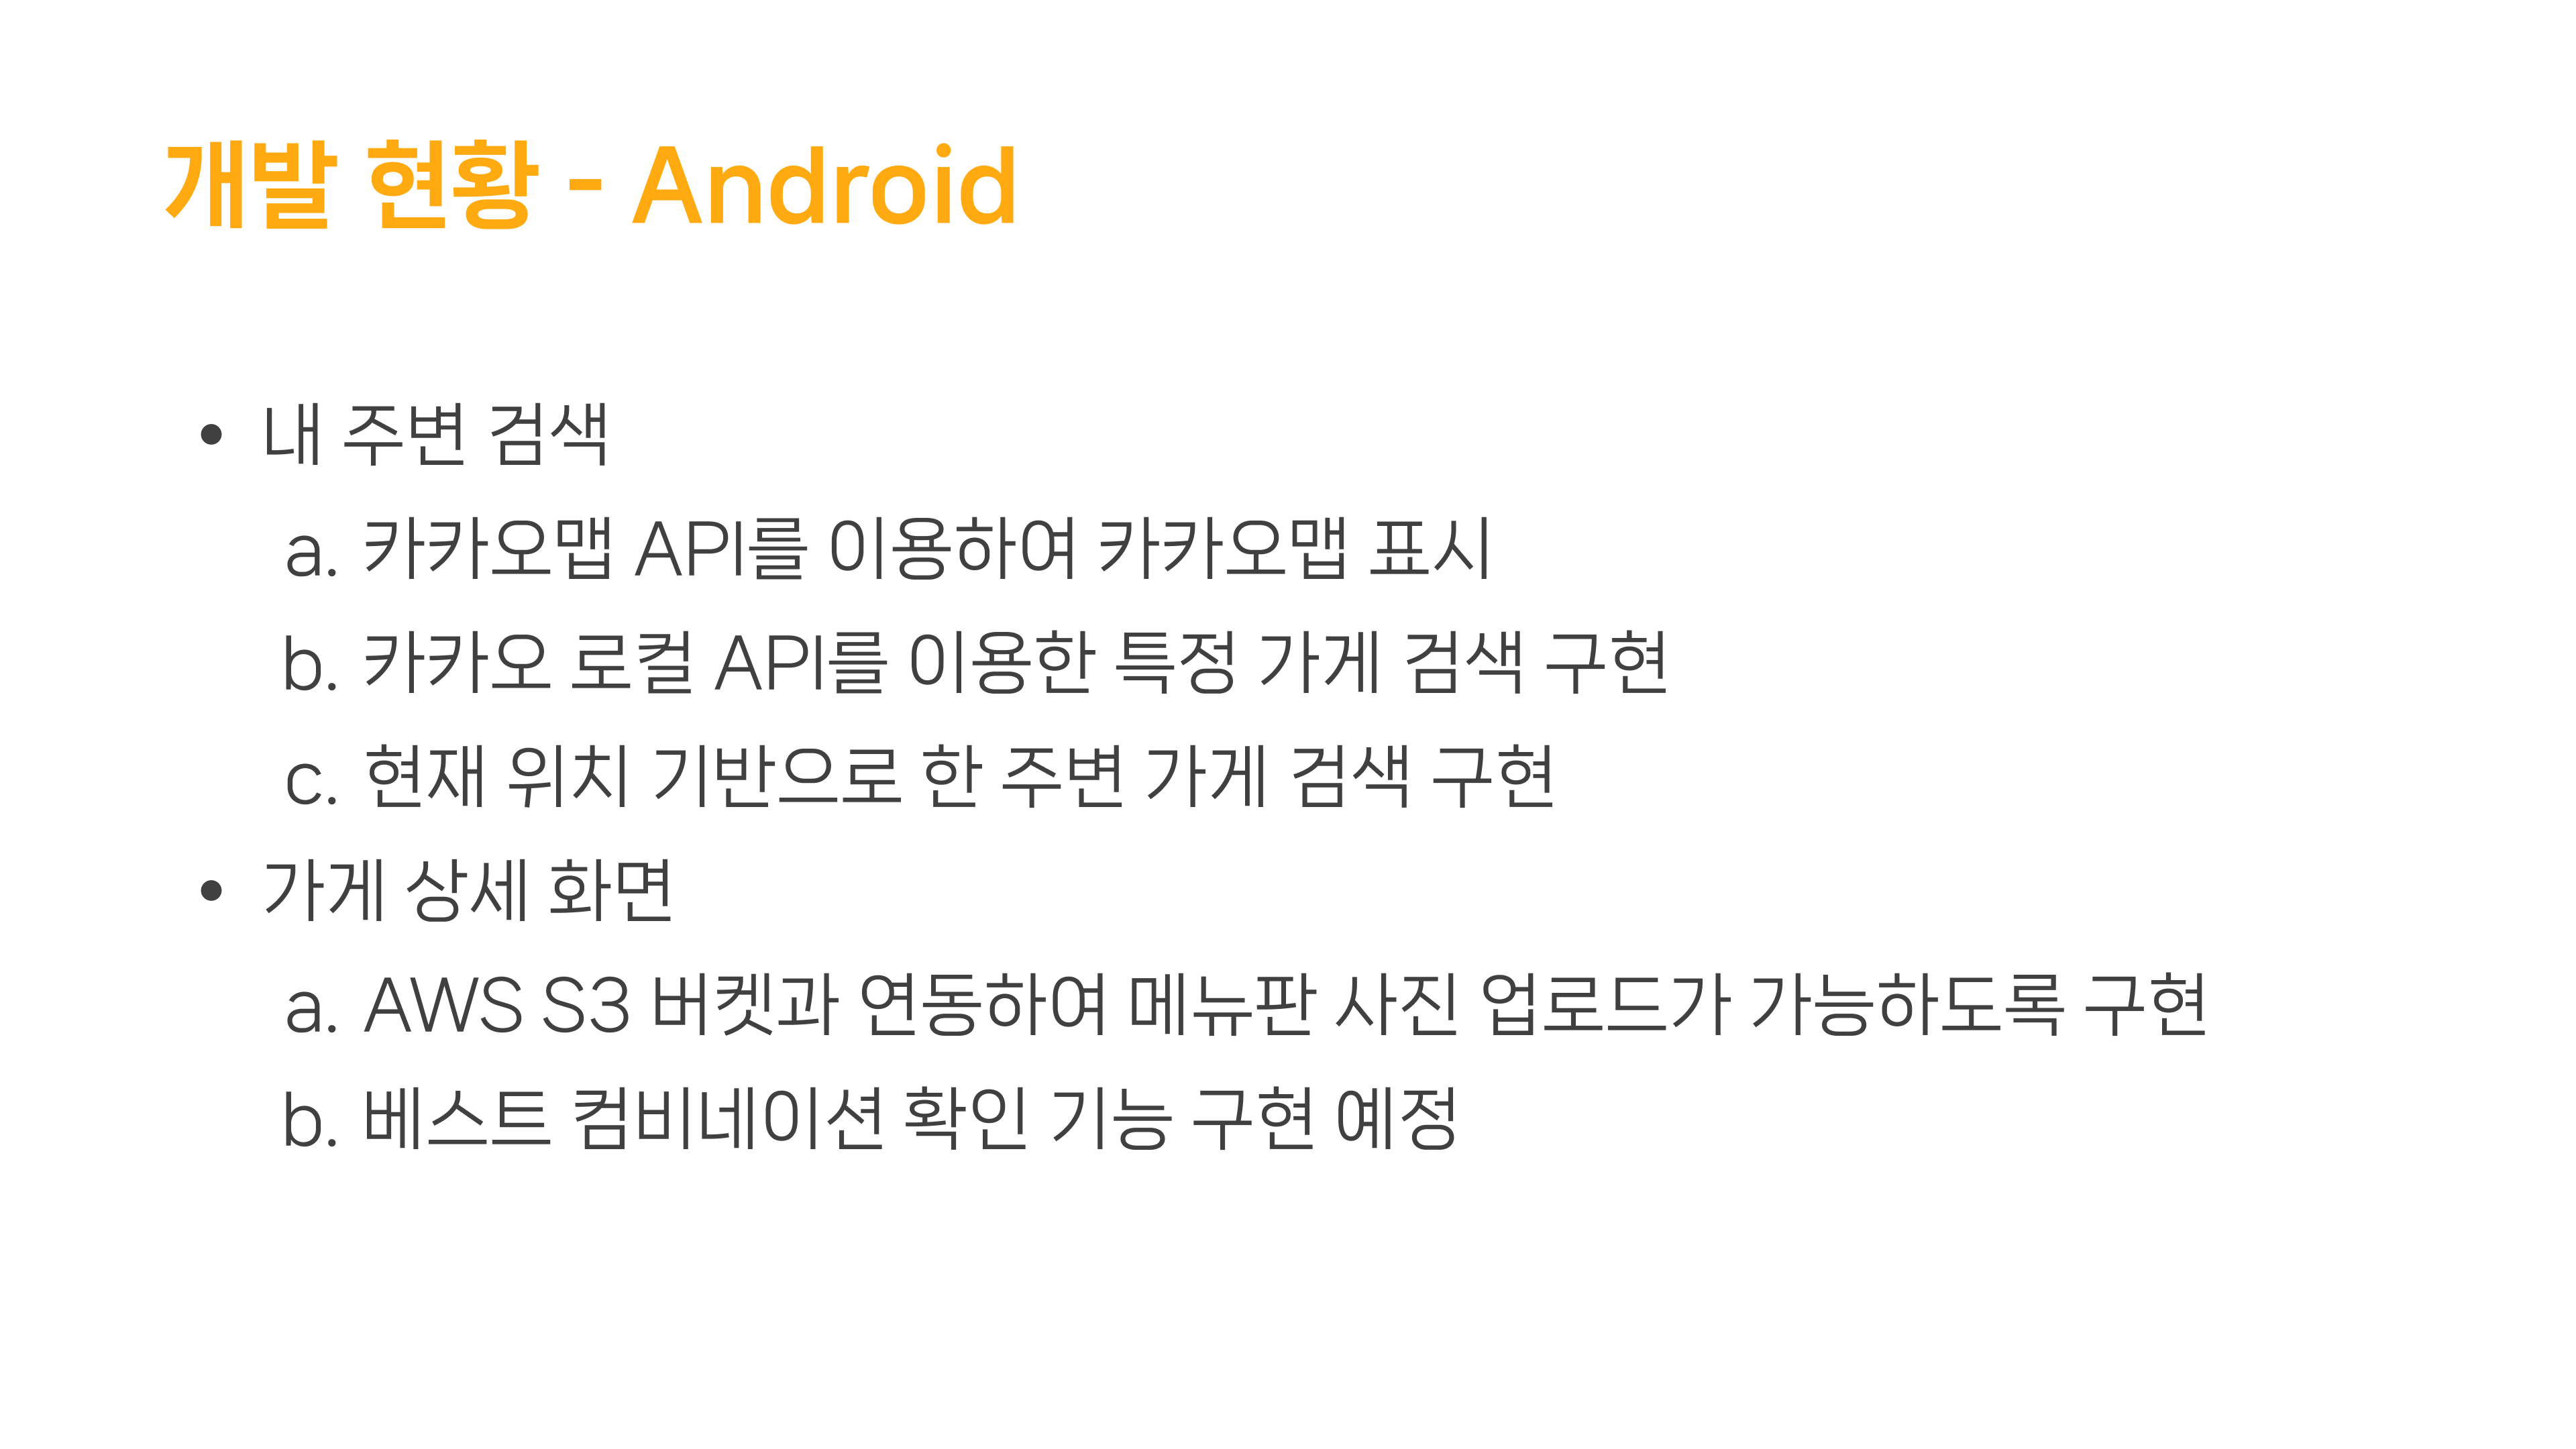 개발 현황 - Android
• 내 주변 검색
a. 카카오맵 API를 이용하여 카카오맵 표시
b. 카카오 로컬 API를 이용한 특정 가게 검색 구현
c. 현재 위치 기반으로 한 주변 가게 검색 구현
• 가게 상세 화면
a. AWS S3 버켓과 연동하여 메뉴판 사진 업로드가 가능하도록 구현
b. 베스트 컴비네이션 확인 기능 구현 예정